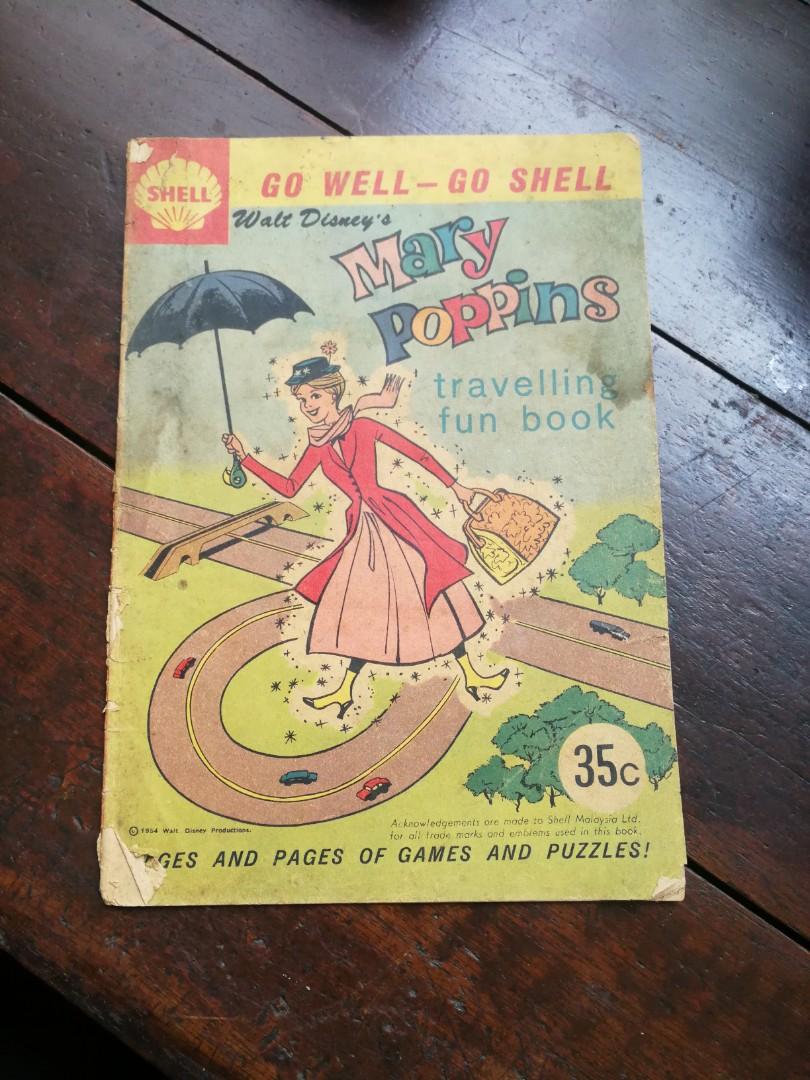 SHELL
GO WELL – GO SHELL
Walt Disney's
Mary
Poppins
travelling
fun book
35c
© 1964 Walt Disney Productions.
Acknowledgements are made to Shell Malaysia Ltd.
for all trade marks and emblems used in this book.
GES AND PAGES OF GAMES AND PUZZLES!